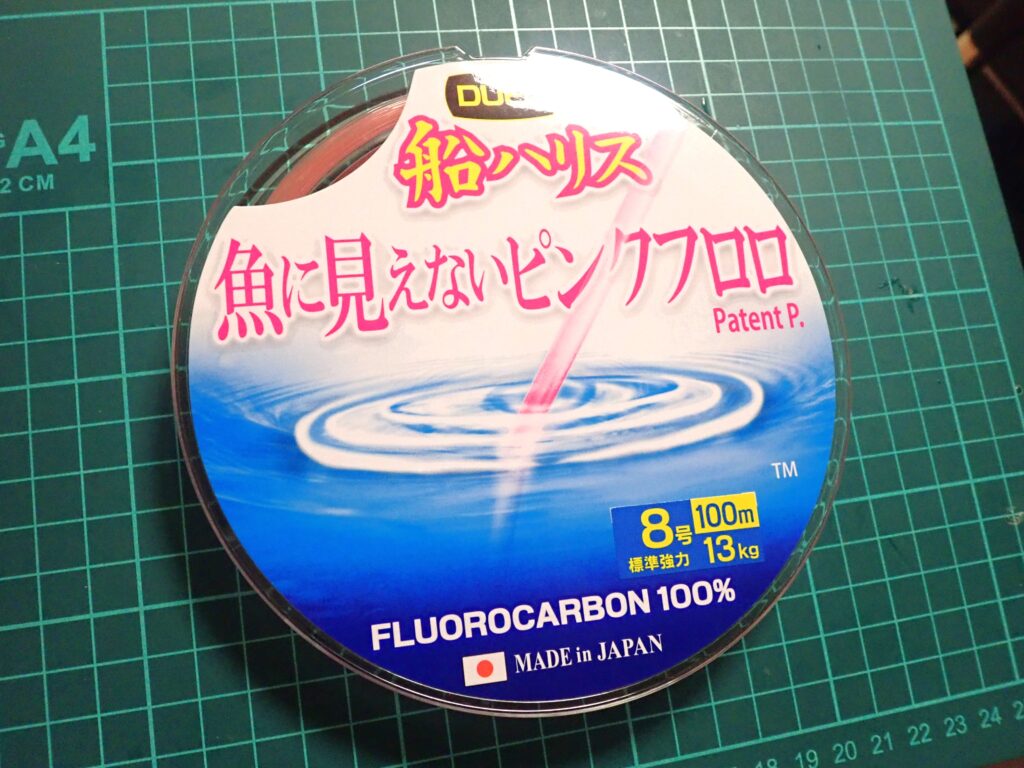 A4
2 CM
船ハリス
魚に見えないピンクフロロ
Patent P.
TM
8号 100m
標準強力 13kg
FLUOROCARBON 100%
MADE in JAPAN
18 19 20 21 22 23 24